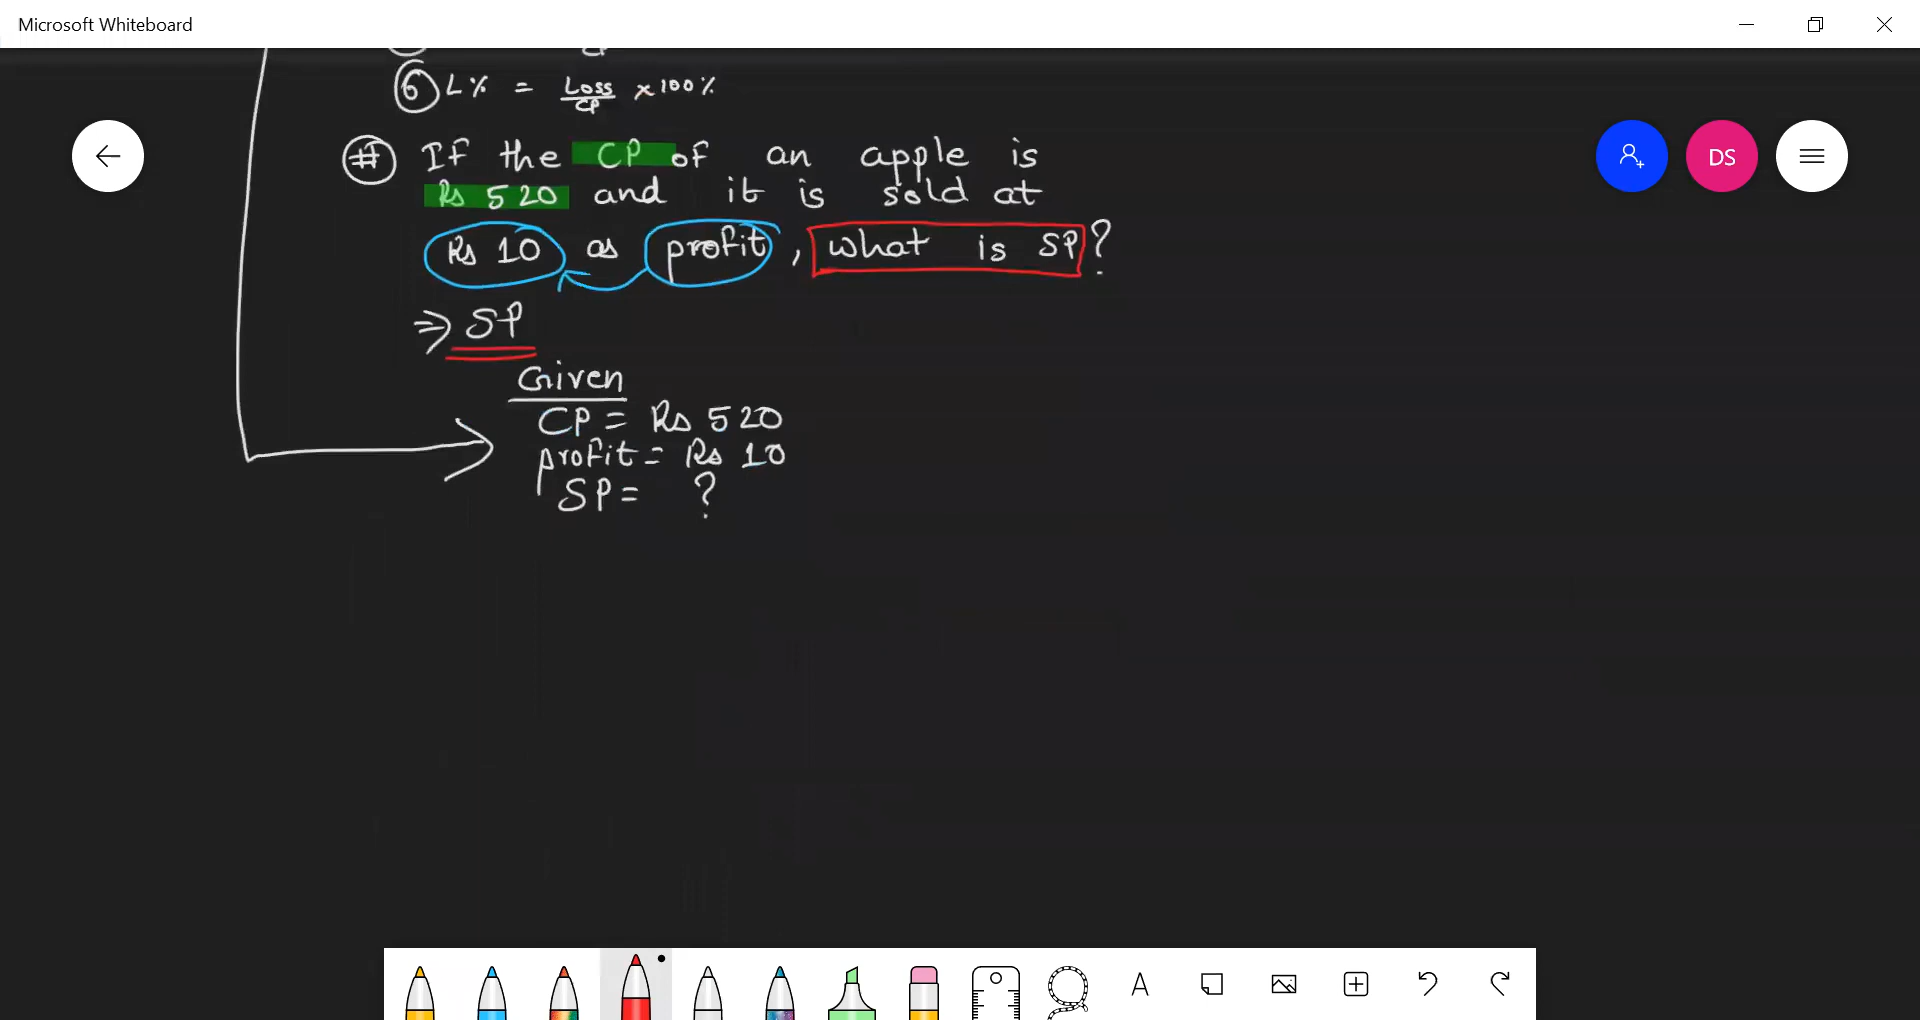 Microsoft Whiteboard
⑥ L% = Loss/CP × 100%
# If the CP of an apple is
Rs 520 and it is sold at
Rs 10 as profit, what is SP?
⇒ SP
Given
CP = Rs 520
profit = Rs 10
SP = ?
DS
A